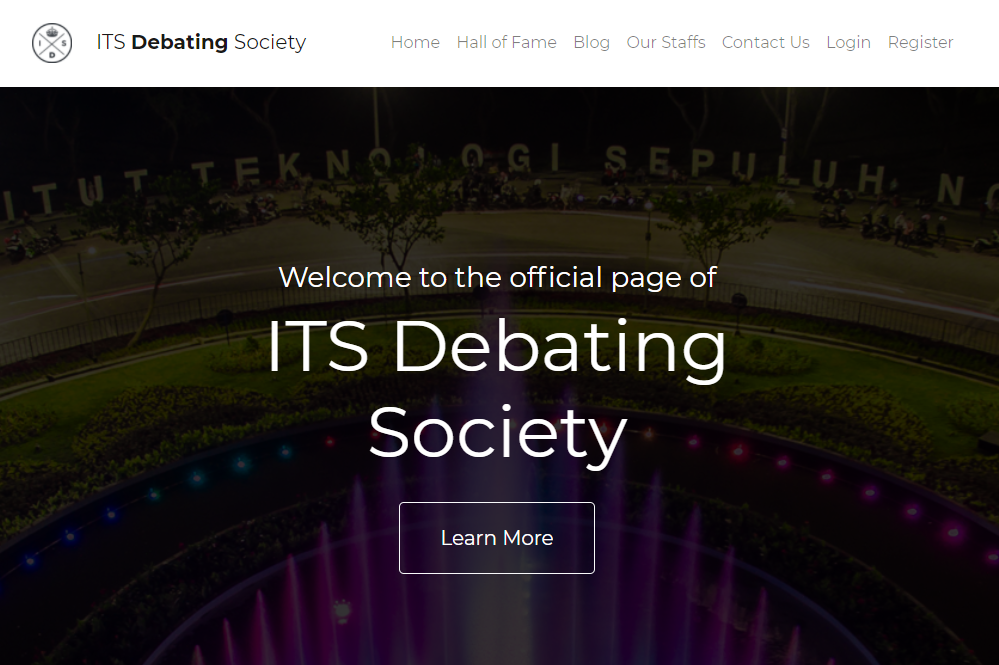 I S
D
ITS Debating Society
Home Hall of Fame Blog Our Staffs Contact Us Login Register
ITUT TEKNOLOGI SEPULUH NO
Welcome to the official page of
ITS Debating
Society
Learn More